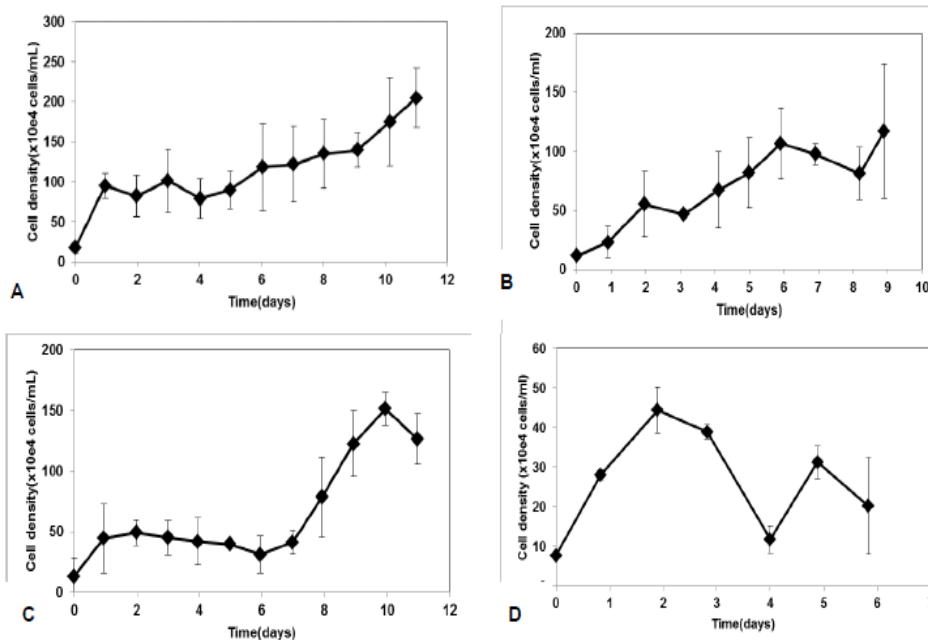 300
250
200
150
100
50
0
0 2 4 6 8 10 12
Cell density(x10e4 cells/mL)
Time(days)
A
200
150
100
50
0
0 1 2 3 4 5 6 7 8 9 10
Cell density(x10e4 cells/ml)
Time(days)
B
200
150
100
50
0
0 2 4 6 8 10 12
Cell density(x10e4 cells/mL)
Time(days)
C
60
50
40
30
20
10
-
0 1 2 3 4 5 6
Cell density (x10e4 cells/ml)
Time(days)
D